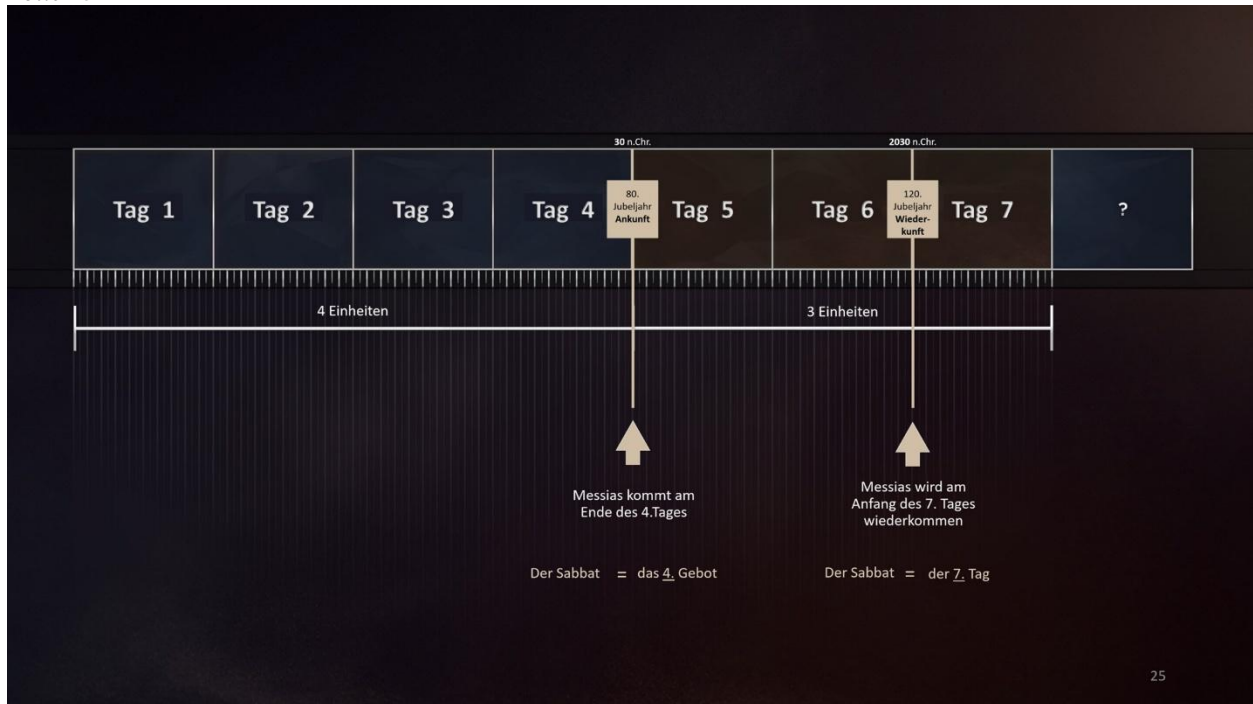 30 n.Chr.
2030 n.Chr.
Tag 1
Tag 2
Tag 3
Tag 4
80.
Jubeljahr
Ankunft
Tag 5
Tag 6
120.
Jubeljahr
Wieder-
kunft
Tag 7
?
4 Einheiten
3 Einheiten
Messias kommt am
Ende des 4.Tages
Messias wird am
Anfang des 7. Tages
wiederkommen
Der Sabbat = das 4. Gebot
Der Sabbat = der 7. Tag
25